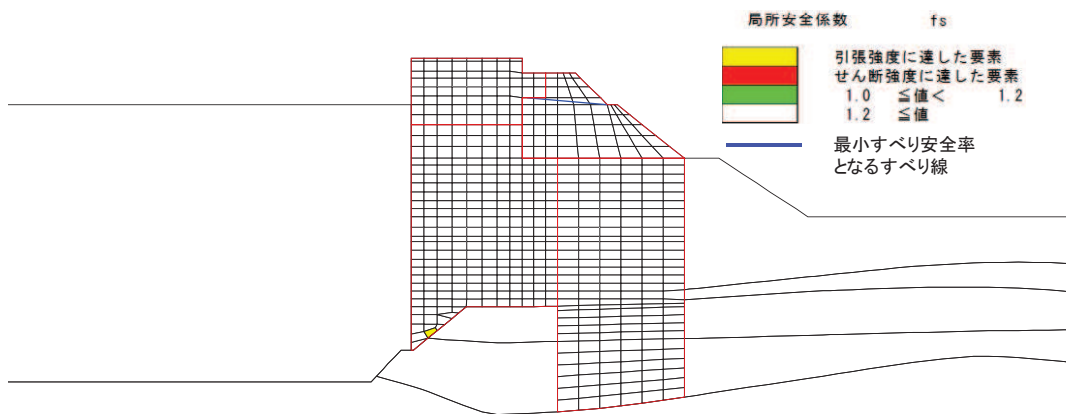 局所安全係数 fs
引張強度に達した要素
せん断強度に達した要素
1.0 ≦値< 1.2
1.2 ≦値
最小すべり安全率
となるすべり線